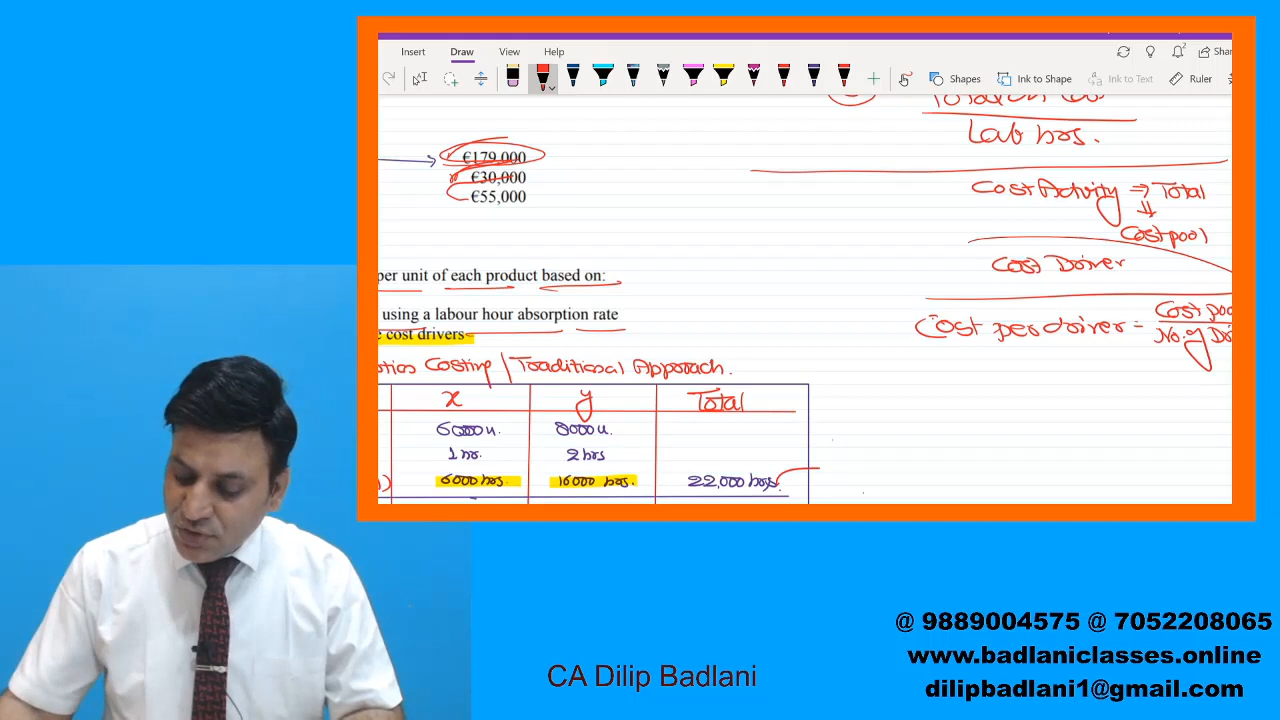 Insert Draw View Help
Shapes Ink to Shape Ink to Text Ruler
Lab hrs.
€179,000
€30,000
€55,000
Cost Activity ⇒ Total
⇓
Cost pool
Cost Driver
per unit of each product based on:
using a labour hour absorption rate
cost drivers
Cost per driver =
No. of
Costing / Traditional Approach.
x y Total
6000 u. 8000 u.
1 hr. 2 hrs
6000 hrs. 16000 hrs. 22,000 hrs.
CA Dilip Badlani
@ 9889004575 @ 7052208065
www.badlaniclasses.online
dilipbadlani1@gmail.com